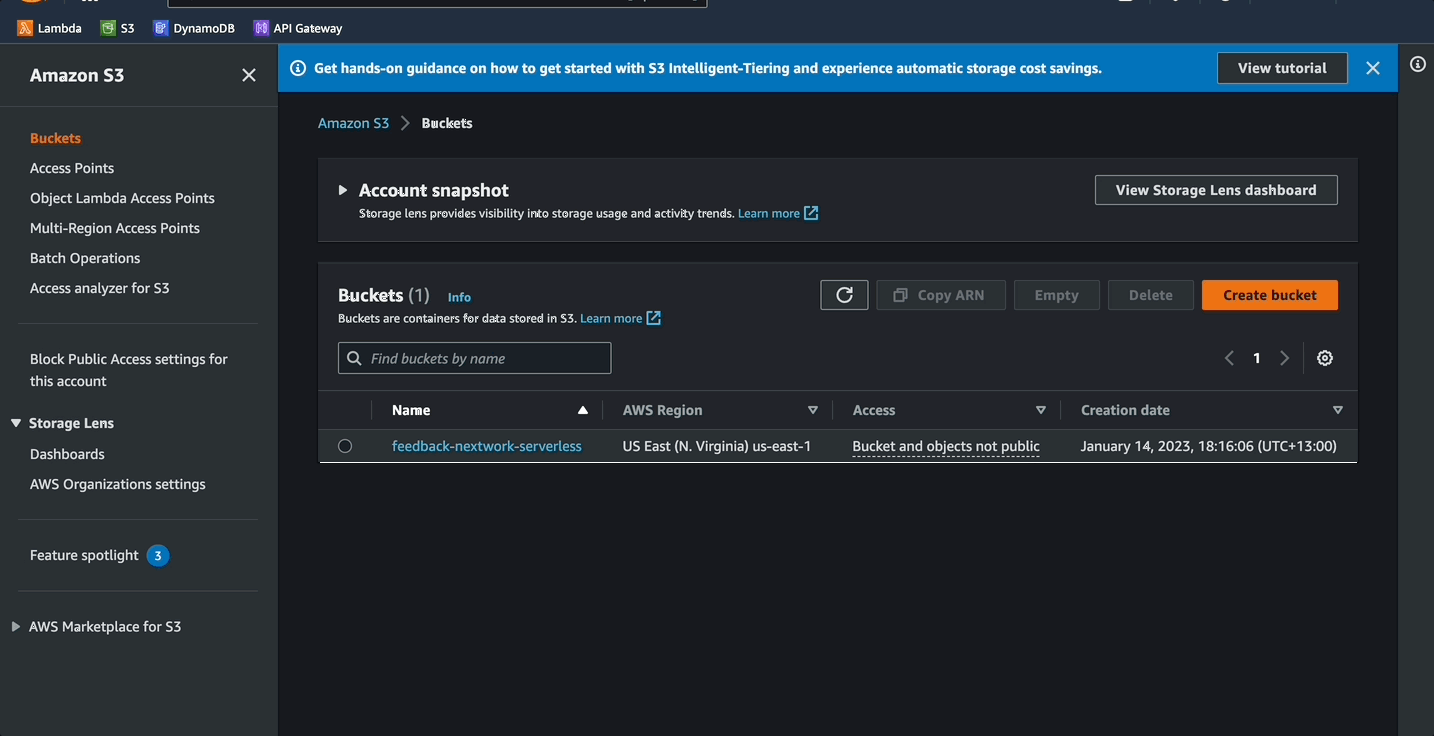 Lambda S3 DynamoDB API Gateway
Amazon S3
Get hands-on guidance on how to get started with S3 Intelligent-Tiering and experience automatic storage cost savings. View tutorial
Buckets
Access Points
Object Lambda Access Points
Multi-Region Access Points
Batch Operations
Access analyzer for S3
Block Public Access settings for
this account
Storage Lens
Dashboards
AWS Organizations settings
Feature spotlight 3
AWS Marketplace for S3
Amazon S3 Buckets
Account snapshot
Storage lens provides visibility into storage usage and activity trends. Learn more
View Storage Lens dashboard
Buckets (1) Info
Buckets are containers for data stored in S3. Learn more
Copy ARN Empty Delete Create bucket
Find buckets by name
1
Name AWS Region Access Creation date
feedback-nextwork-serverless US East (N. Virginia) us-east-1 Bucket and objects not public January 14, 2023, 18:16:06 (UTC+13:00)